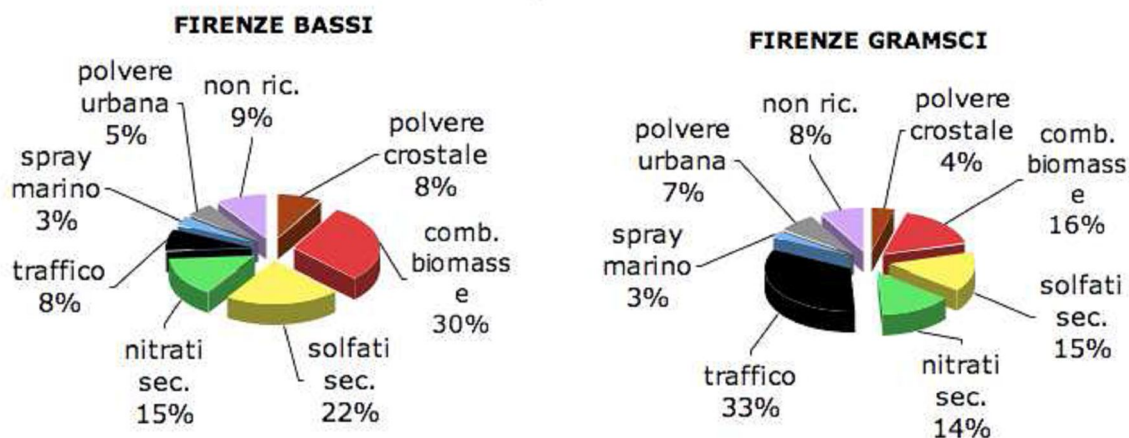 FIRENZE BASSI
polvere
urbana
5%
non ric.
9%
polvere
crostale
8%
spray
marino
3%
comb.
biomass
e
30%
traffico
8%
nitrati
sec.
15%
solfati
sec.
22%
FIRENZE GRAMSCI
non ric.
8%
polvere
crostale
4%
comb.
biomass
e
16%
polvere
urbana
7%
spray
marino
3%
solfati
sec.
15%
traffico
33%
nitrati
sec.
14%